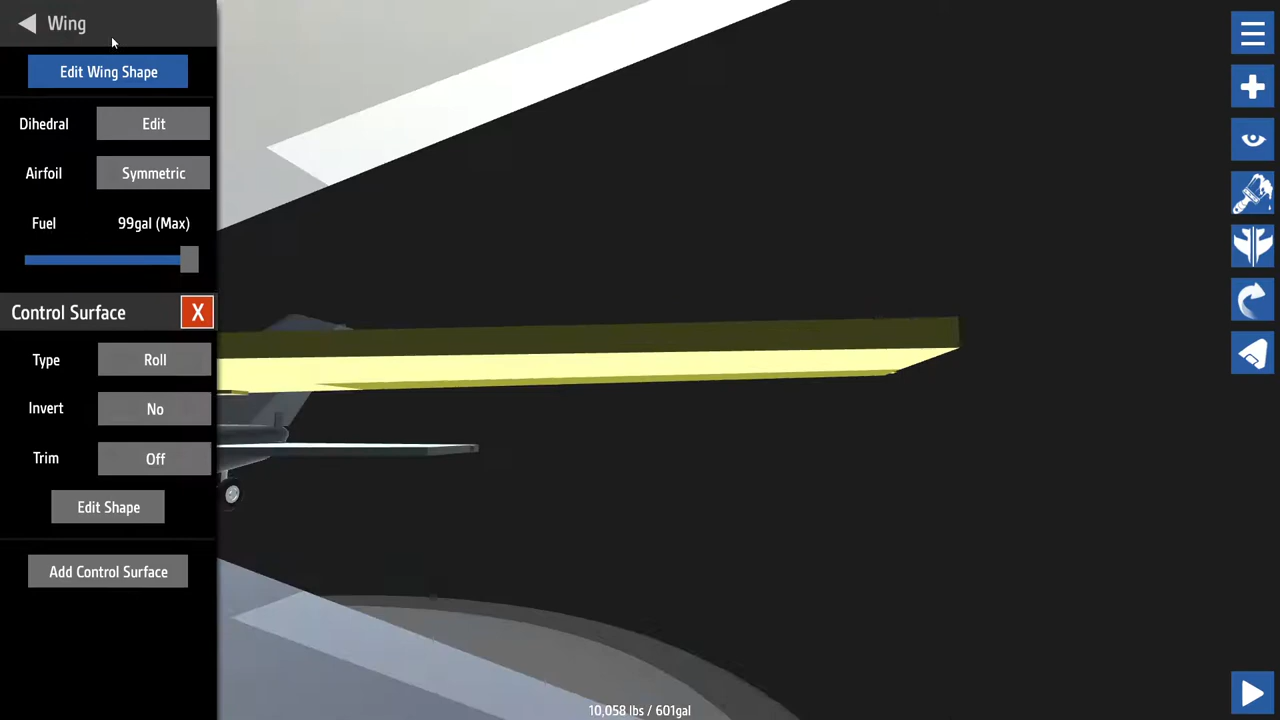 Wing
Edit Wing Shape
Dihedral Edit
Airfoil Symmetric
Fuel 99gal (Max)
Control Surface X
Type Roll
Invert No
Trim Off
Edit Shape
Add Control Surface
10,058 lbs / 601gal